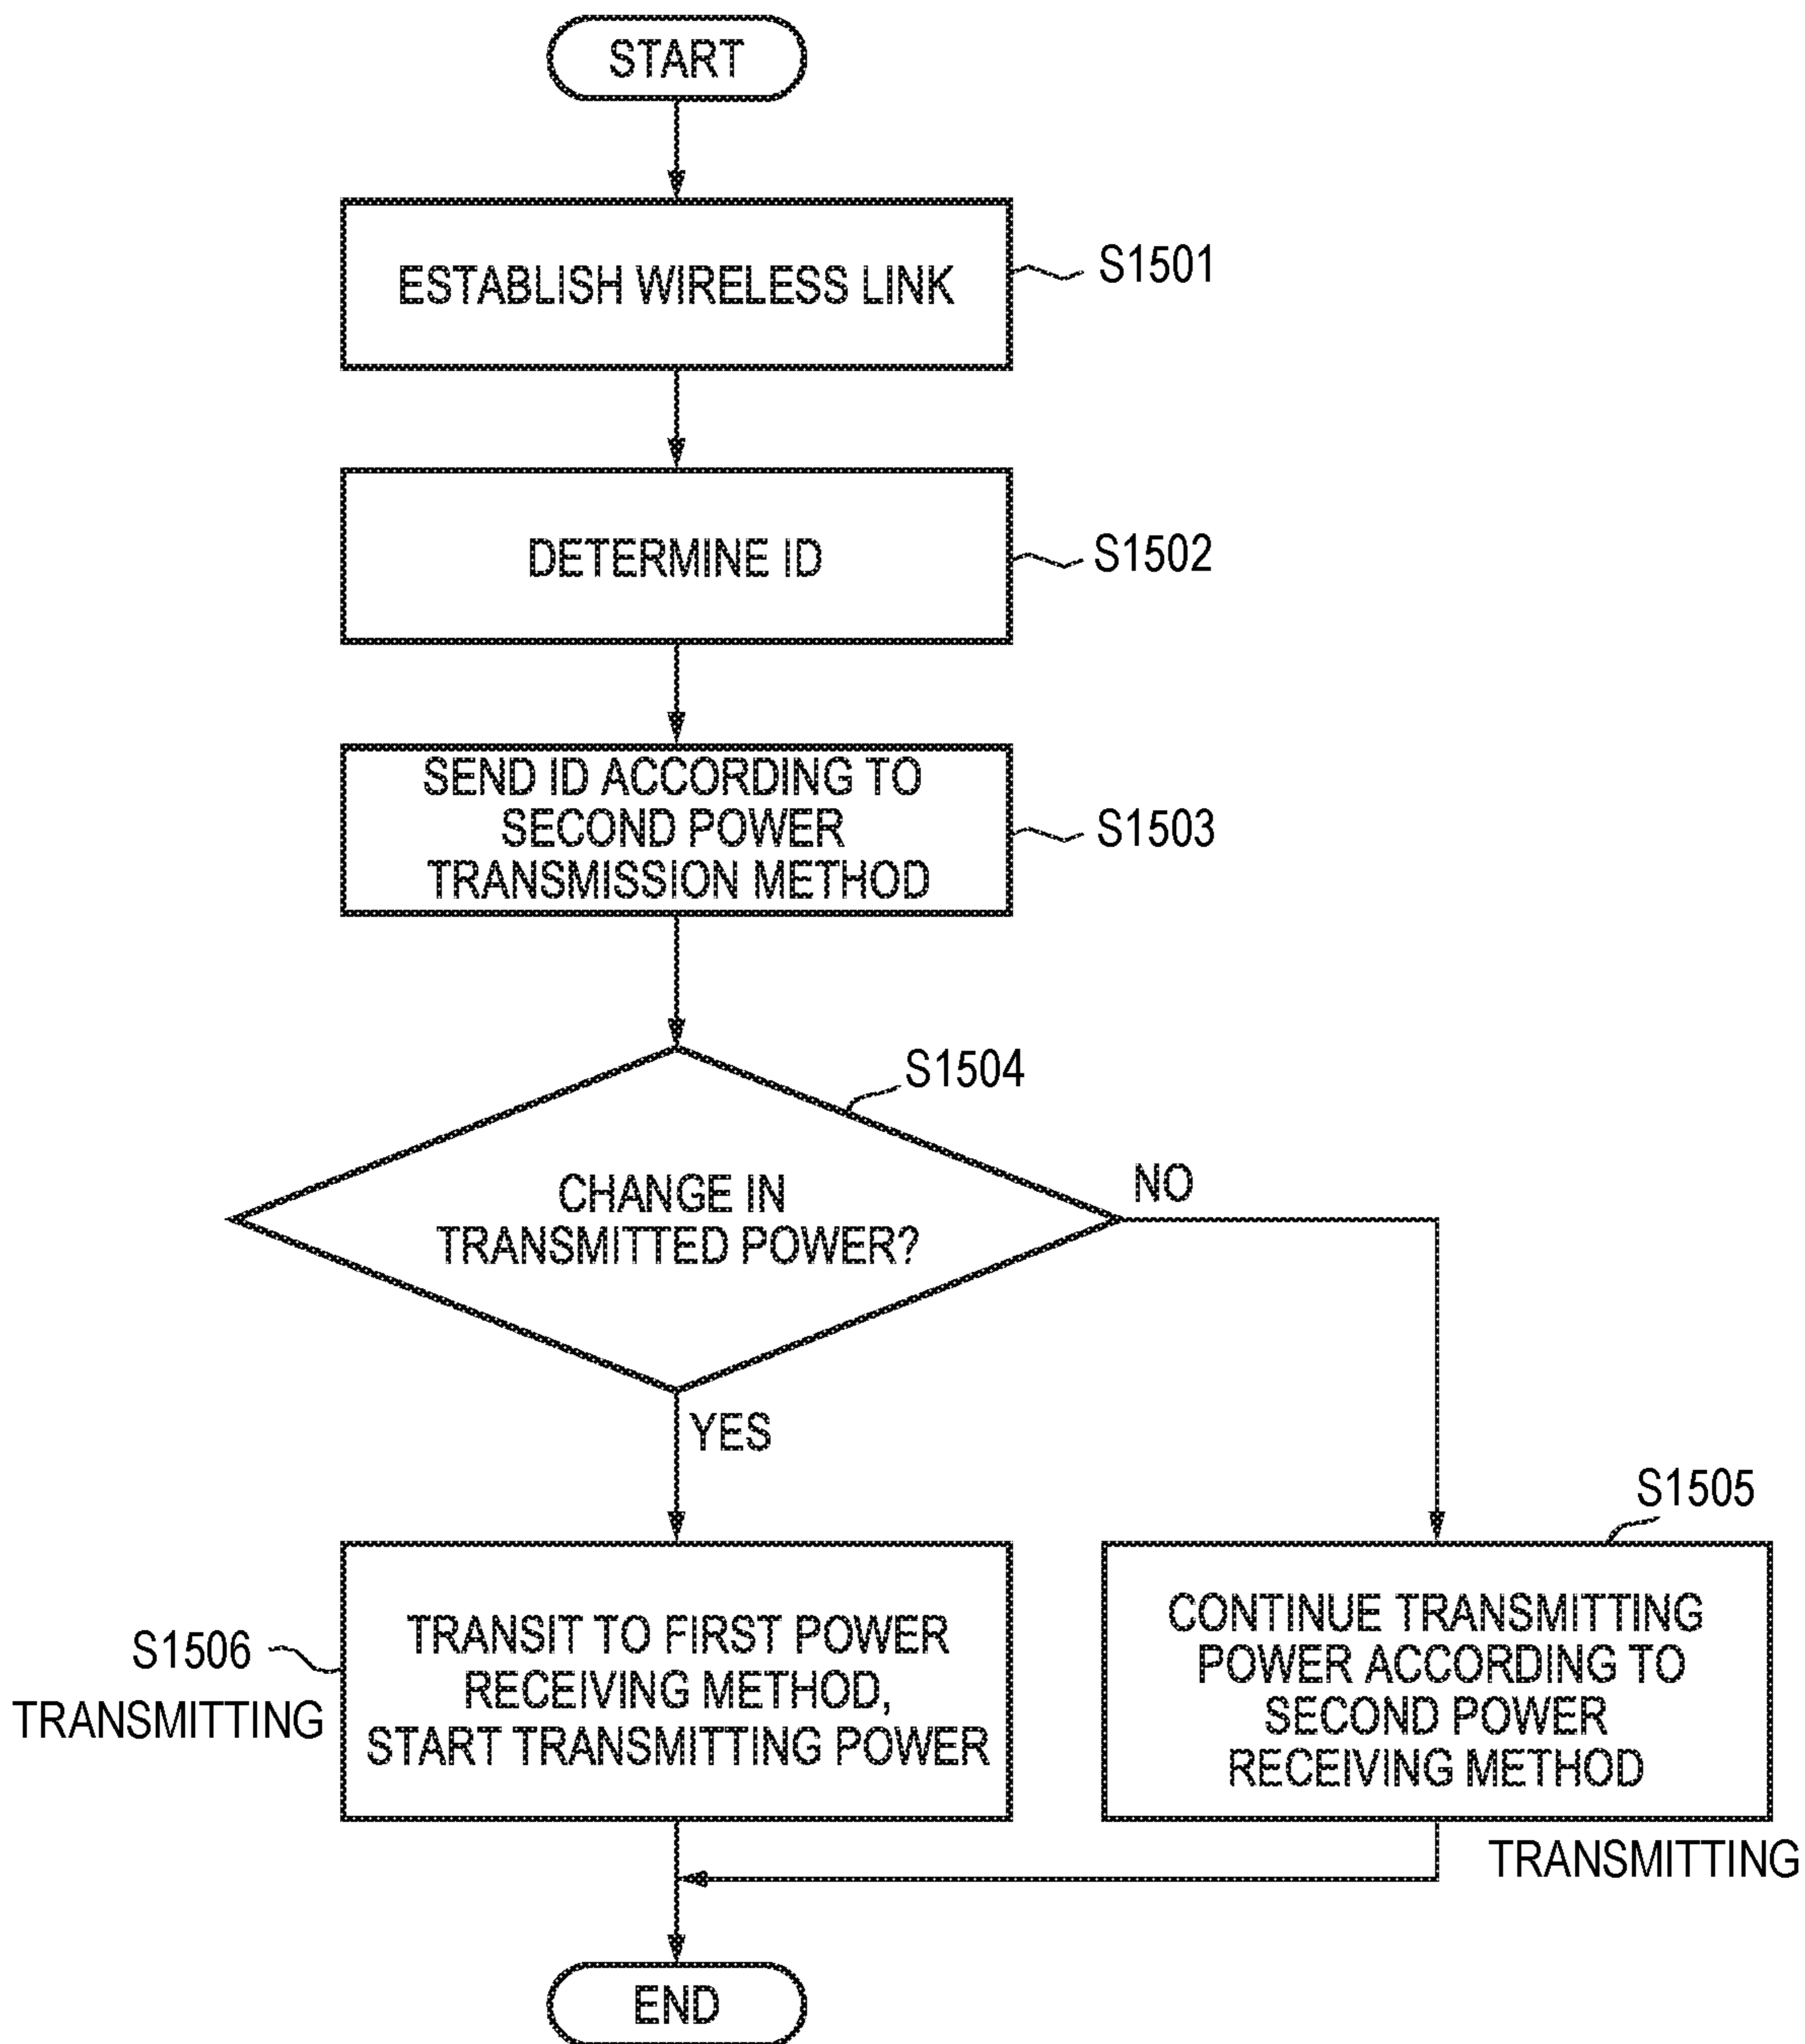 START
ESTABLISH WIRELESS LINK
S1501
DETERMINE ID
S1502
SEND ID ACCORDING TO
SECOND POWER
TRANSMISSION METHOD
S1503
S1504
CHANGE IN
TRANSMITTED POWER?
NO
YES
S1505
CONTINUE TRANSMITTING
POWER ACCORDING TO
SECOND POWER
RECEIVING METHOD
TRANSMITTING
S1506
TRANSMITTING
TRANSIT TO FIRST POWER
RECEIVING METHOD,
START TRANSMITTING POWER
END